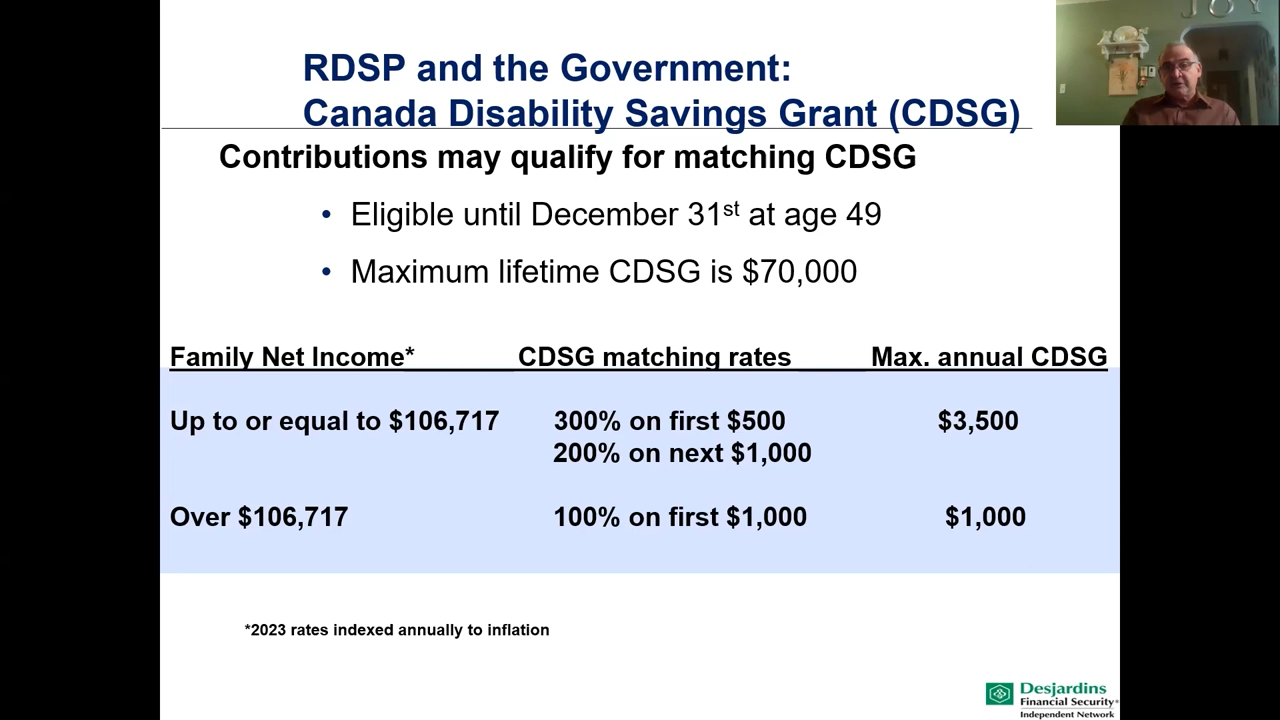 JOY
RDSP and the Government:
Canada Disability Savings Grant (CDSG)
Contributions may qualify for matching CDSG
• Eligible until December 31st at age 49
• Maximum lifetime CDSG is $70,000
Family Net Income* CDSG matching rates Max. annual CDSG
Up to or equal to $106,717 300% on first $500 $3,500
200% on next $1,000
Over $106,717 100% on first $1,000 $1,000
*2023 rates indexed annually to inflation
Desjardins
Financial Security®
Independent Network